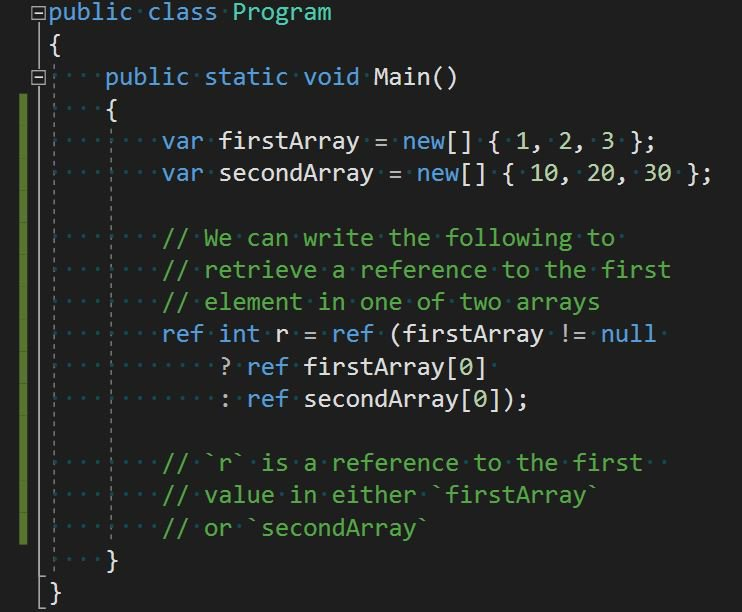 public class Program
{
    public static void Main()
    {
        var firstArray = new[] { 1, 2, 3 };
        var secondArray = new[] { 10, 20, 30 };

        // We can write the following to
        // retrieve a reference to the first
        // element in one of two arrays
        ref int r = ref (firstArray != null
            ? ref firstArray[0]
            : ref secondArray[0]);

        // `r` is a reference to the first
        // value in either `firstArray`
        // or `secondArray`
    }
}